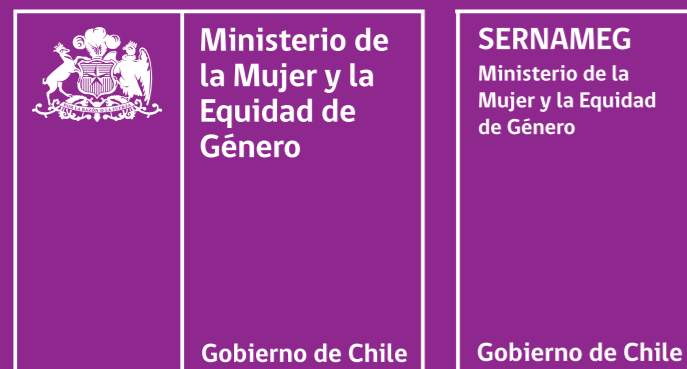 Ministerio de
la Mujer y la
Equidad de
Género
Gobierno de Chile
SERNAMEG
Ministerio de la
Mujer y la Equidad
de Género
Gobierno de Chile